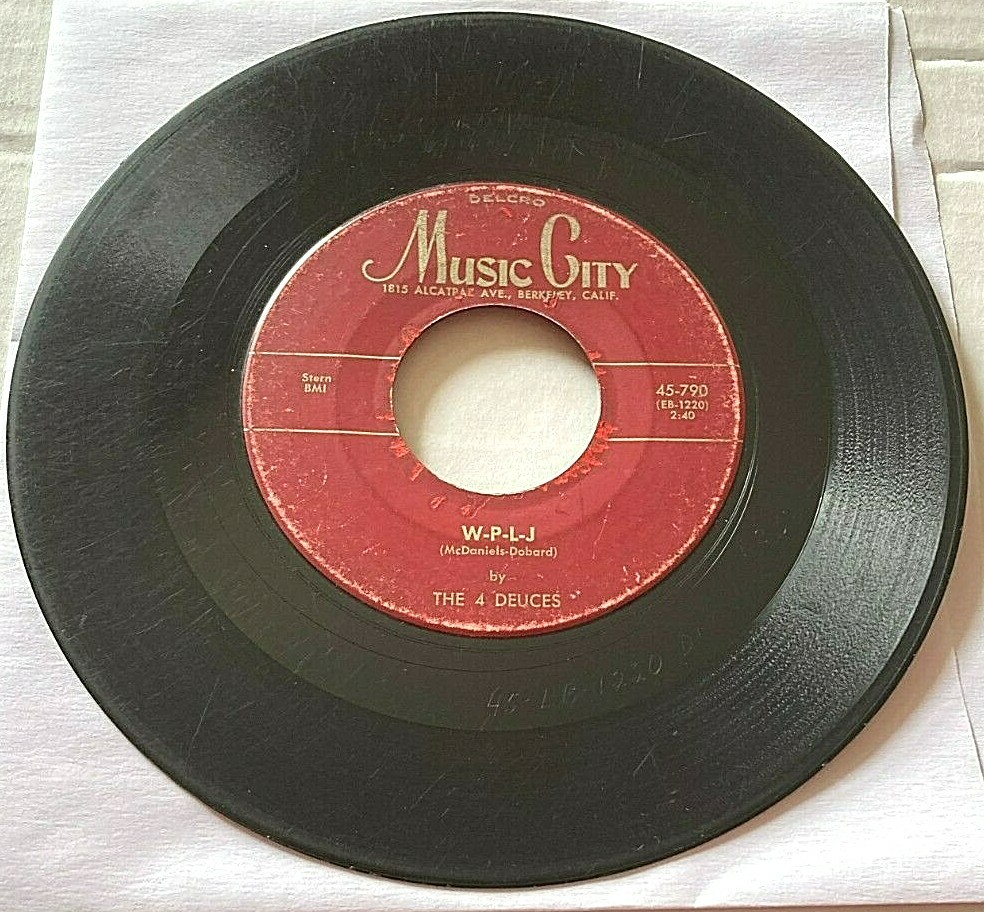 DELCRO
MUSIC CITY
1815 ALCATRAZ AVE., BERKELEY, CALIF.
Stern
BMI
45-790
(EB-1220)
2:40
W-P-L-J
(McDaniels-Dobard)
by
THE 4 DEUCES